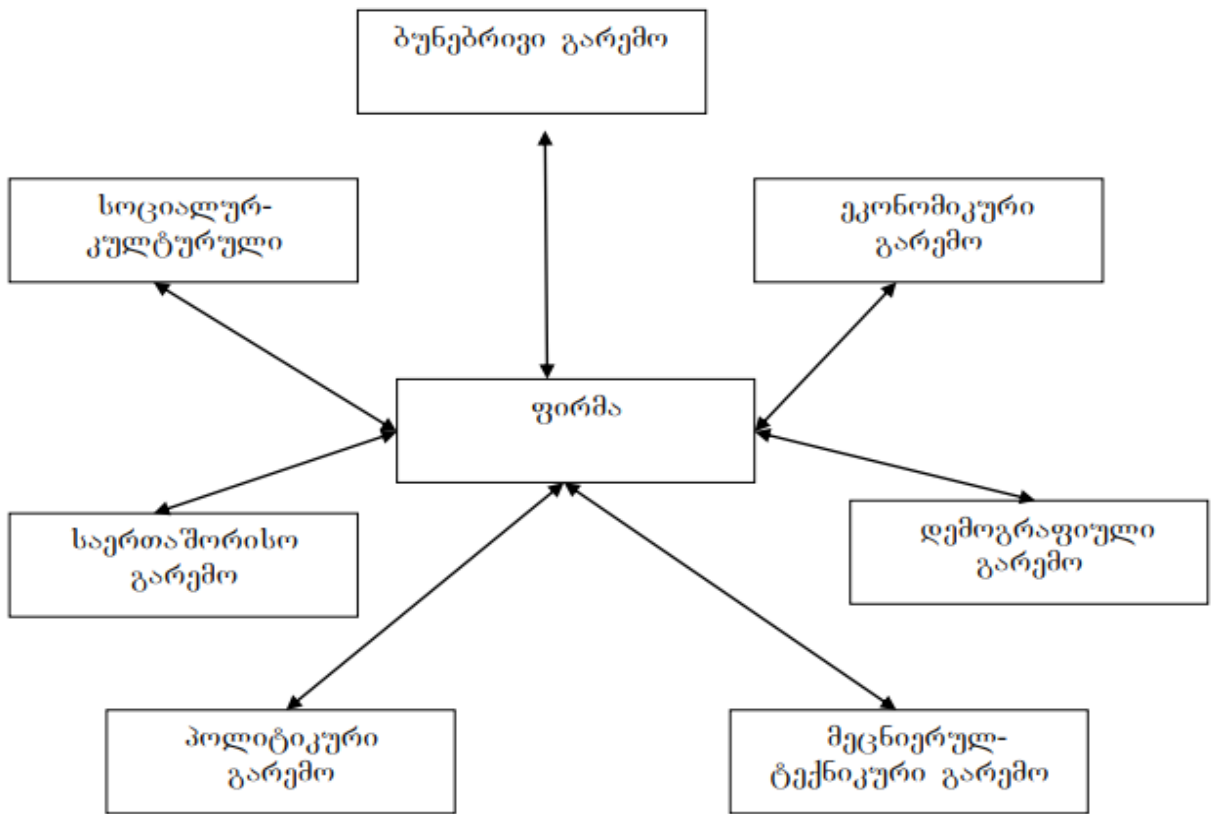 ბუნებრივი გარემო
სოციალურ-
კულტურული
ეკონომიკური
გარემო
ფირმა
საერთაშორისო
გარემო
დემოგრაფიული
გარემო
პოლიტიკური
გარემო
მეცნიერულ-
ტექნიკური გარემო